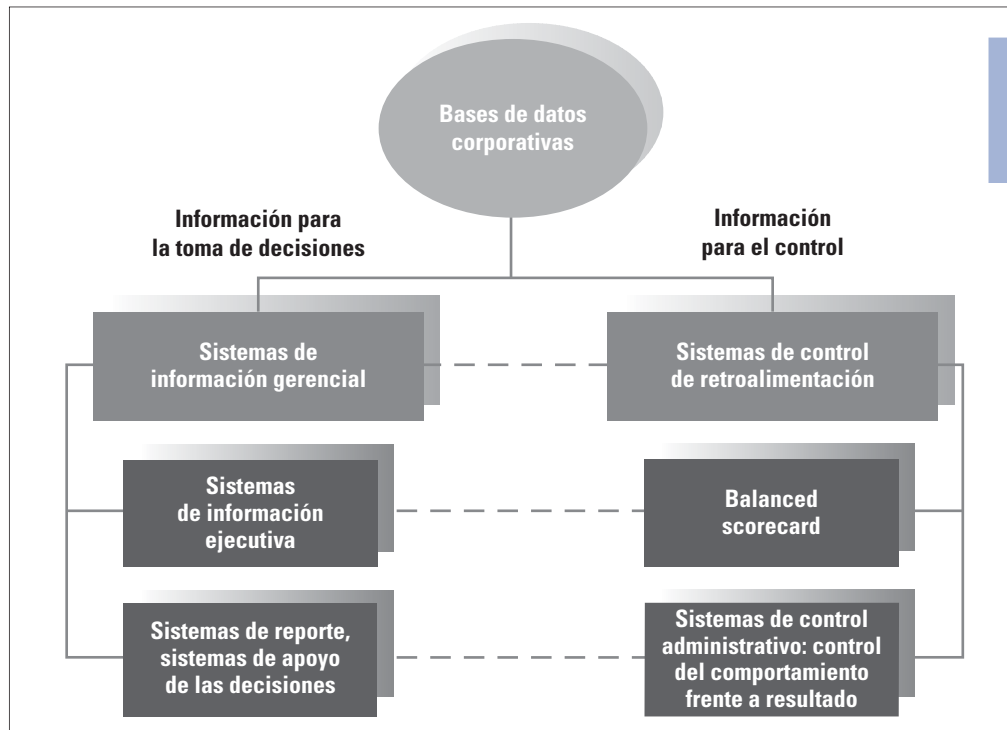 Bases de datos
corporativas
Información para
la toma de decisiones
Información
para el control
Sistemas de
información gerencial
Sistemas de control
de retroalimentación
Sistemas
de información
ejecutiva
Balanced
scorecard
Sistemas de reporte,
sistemas de apoyo
de las decisiones
Sistemas de control
administrativo: control
del comportamiento
frente a resultado